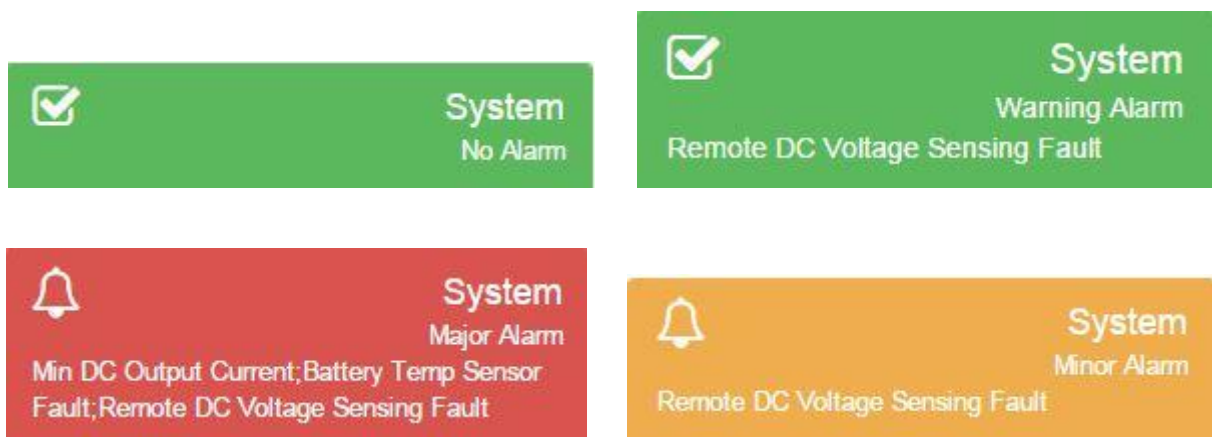 System
No Alarm
System
Warning Alarm
Remote DC Voltage Sensing Fault
System
Major Alarm
Min DC Output Current;Battery Temp Sensor
Fault;Remote DC Voltage Sensing Fault
System
Minor Alarm
Remote DC Voltage Sensing Fault